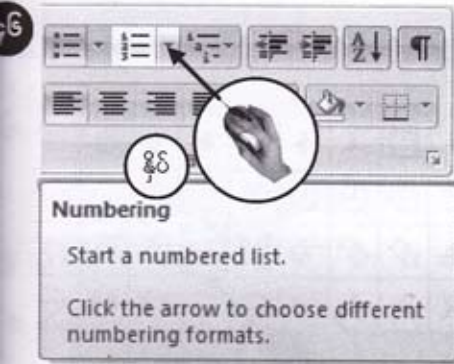 Numbering
Start a numbered list.
Click the arrow to choose different
numbering formats.